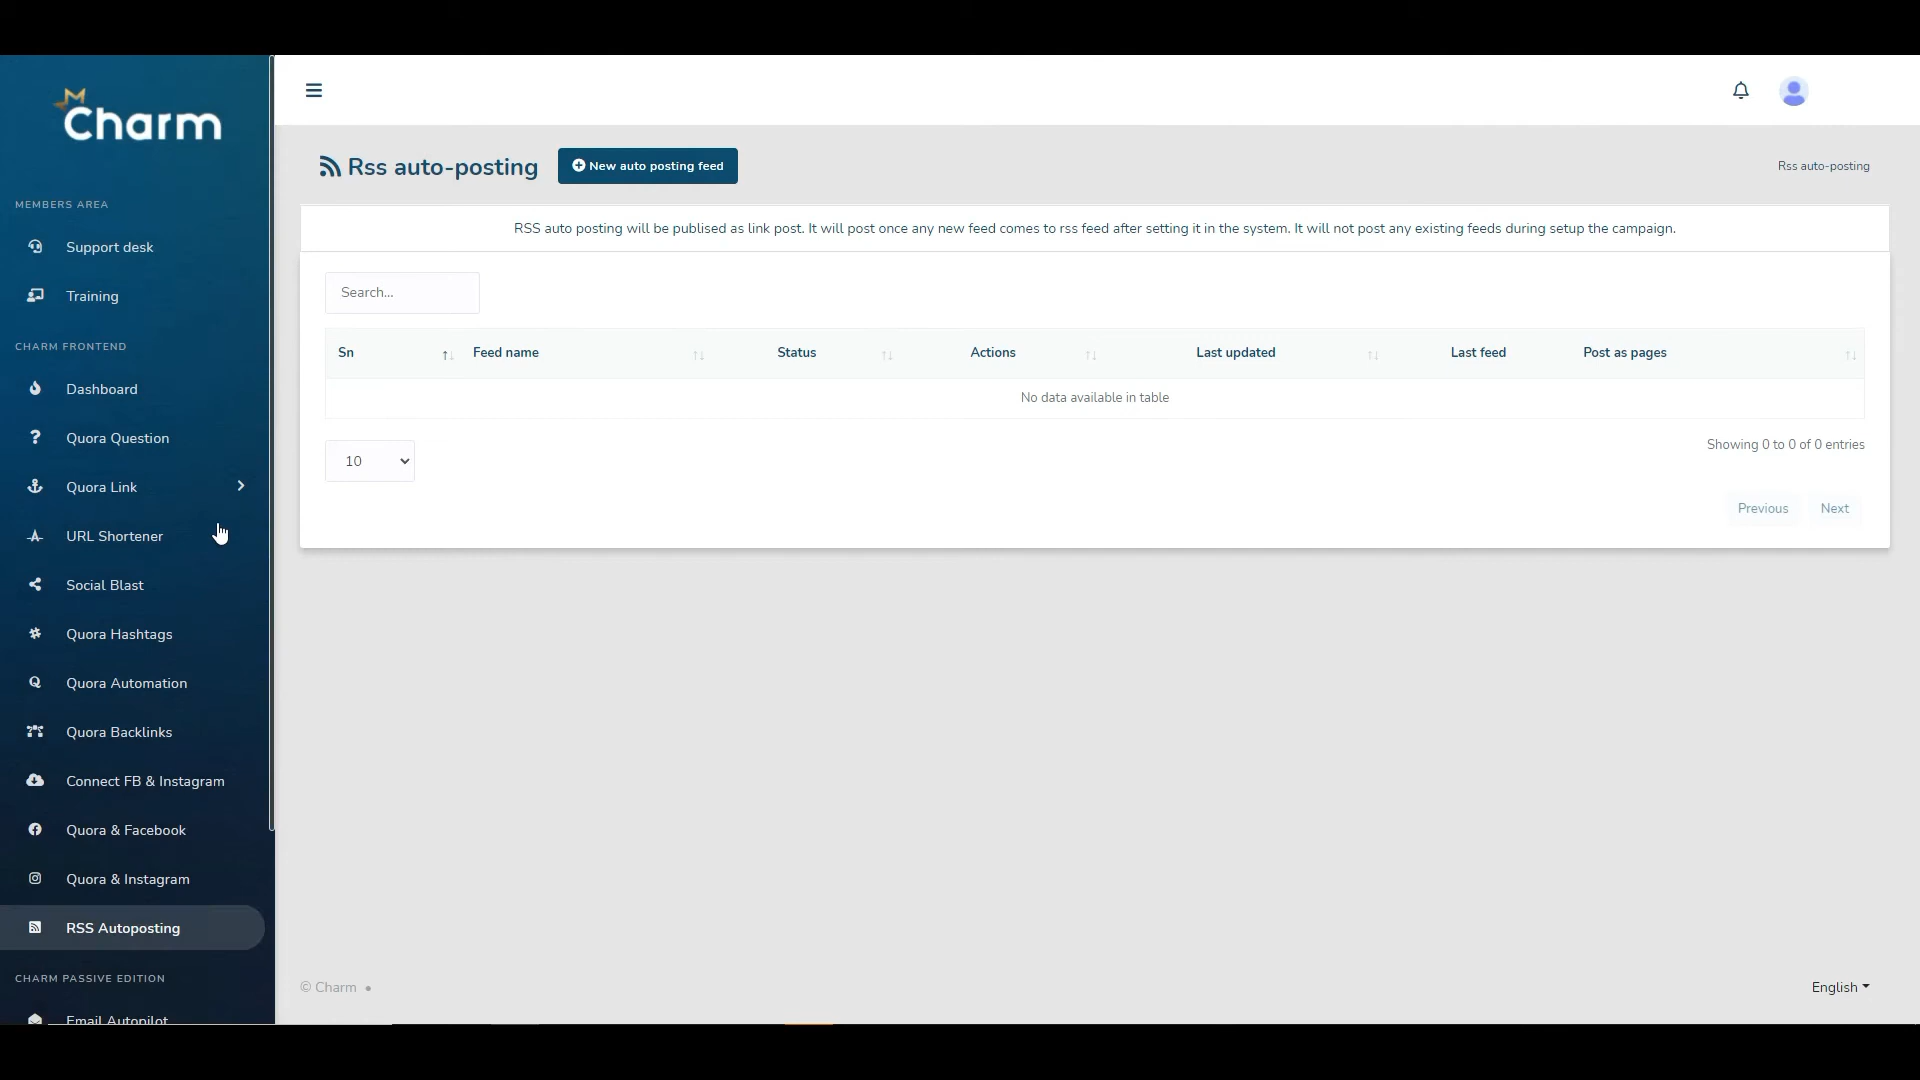 Charm
MEMBERS AREA
Support desk
Training
CHARM FRONTEND
Dashboard
Quora Question
Quora Link
URL Shortener
Social Blast
Quora Hashtags
Quora Automation
Quora Backlinks
Connect FB & Instagram
Quora & Facebook
Quora & Instagram
RSS Autoposting
CHARM PASSIVE EDITION
Email Autopilot
Rss auto-posting
New auto posting feed
Rss auto-posting
RSS auto posting will be publised as link post. It will post once any new feed comes to rss feed after setting it in the system. It will not post any existing feeds during setup the campaign.
Search...
Sn Feed name Status Actions Last updated Last feed Post as pages
No data available in table
10
Showing 0 to 0 of 0 entries
Previous Next
© Charm •
English